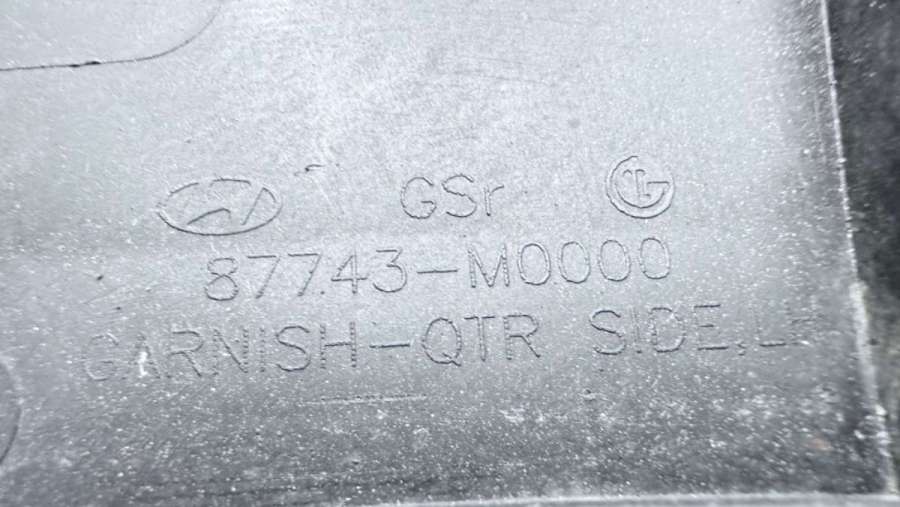 GSr
87743-M0000
GARNISH-QTR SIDE,LH